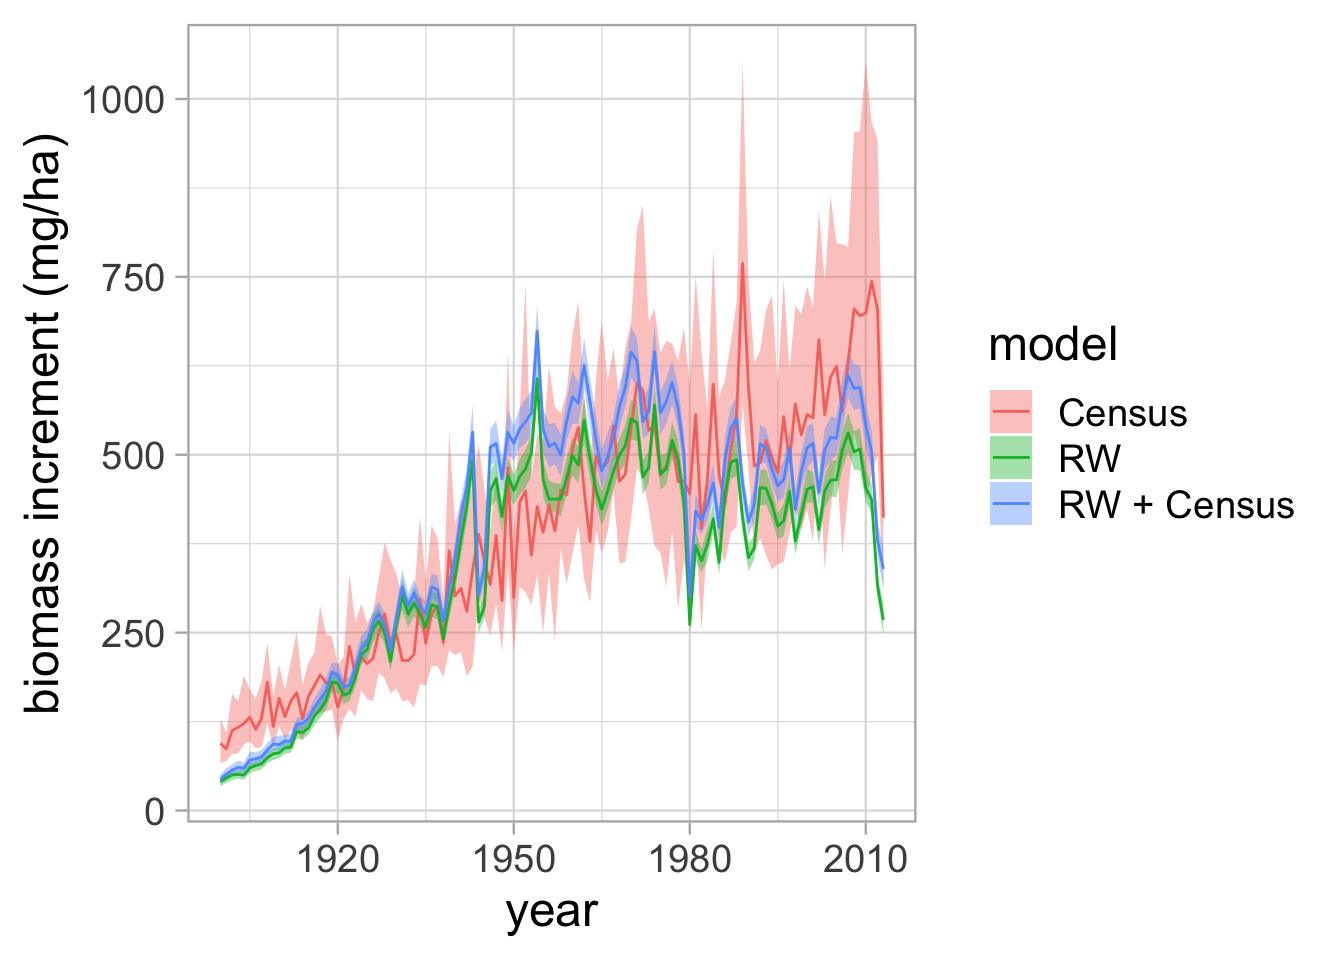 1000
750
500
250
0
biomass increment (mg/ha)
1920
1950
1980
2010
year
model
Census
RW
RW + Census